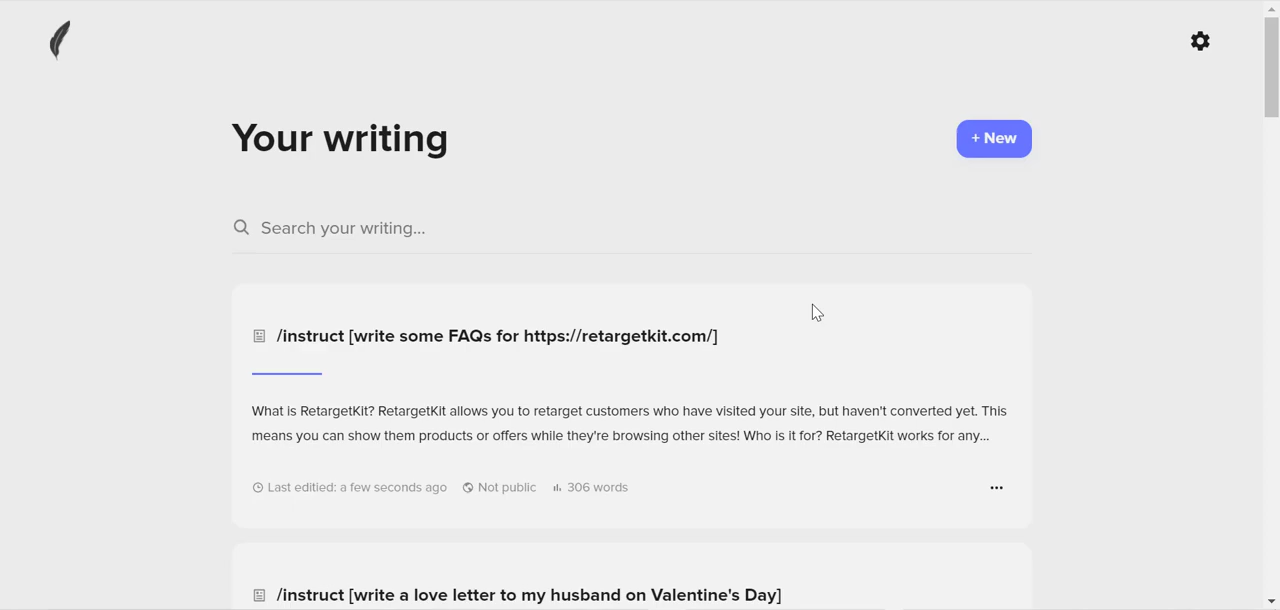 Your writing
+ New
Search your writing...
/instruct [write some FAQs for https://retargetkit.com/]
What is RetargetKit? RetargetKit allows you to retarget customers who have visited your site, but haven't converted yet. This
means you can show them products or offers while they're browsing other sites! Who is it for? RetargetKit works for any...
Last editied: a few seconds ago Not public 306 words
/instruct [write a love letter to my husband on Valentine's Day]